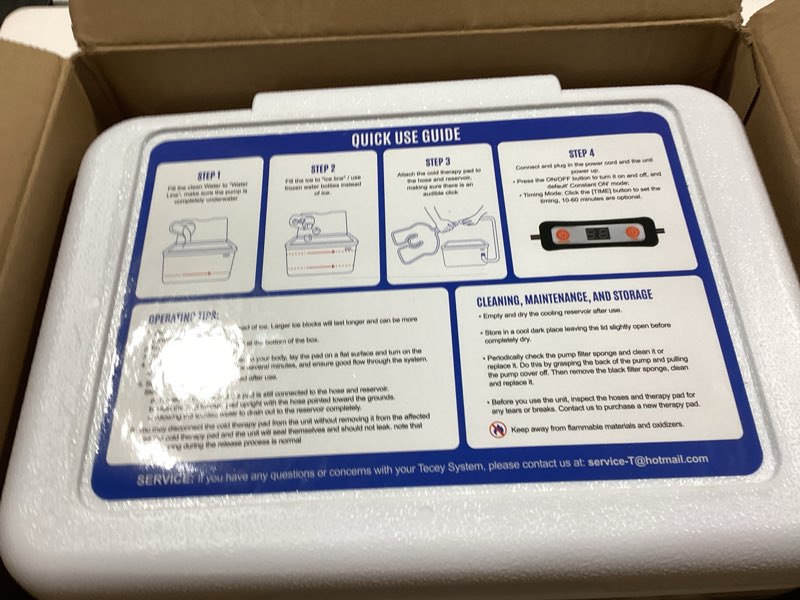 QUICK USE GUIDE
STEP 1
Fill the clean Water to "Water
Line", make sure the pump is
completely underwater
STEP 2
Fill the ice to "ice line" / use
frozen water bottles instead
of ice.
STEP 3
Attach the cold therapy pad to
the hose and reservoir,
making sure there is an
audible click
STEP 4
Connect and plug in the power cord and the unit
power up.
• Press the ON/OFF button to turn it on and off, and
default' Constant ON' mode;
• Timing Mode: Click the [TIME] button to set the
timing, 10-60 minutes are optional.
OPERATING TIPS:
ead of ice. Larger ice blocks will last longer and can be more
at the bottom of the box.
your body, lay the pad on a flat surface and turn on the
several minutes, and ensure good flow through the system.
after use.
pad is still connected to the hose and reservoir.
pad upright with the hose pointed toward the grounds.
water to drain out to the reservoir completely.
you may disconnect the cold therapy pad from the unit without removing it from the affected
cold therapy pad and the unit will seal themselves and should not leak. note that
during the release process is normal
CLEANING, MAINTENANCE, AND STORAGE
• Empty and dry the cooling reservoir after use.
• Store in a cool dark place leaving the lid slightly open before
completely dry.
• Periodically check the pump filter sponge and clean it or
replace it. Do this by grasping the back of the pump and pulling
the pump cover off. Then remove the black filter sponge, clean
and replace it.
• Before you use the unit, inspect the hoses and therapy pad for
any tears or breaks. Contact us to purchase a new therapy pad.
Keep away from flammable materials and oxidizers.
SERVICE: If you have any questions or concerns with your Tecey System, please contact us at: service-T@hotmail.com